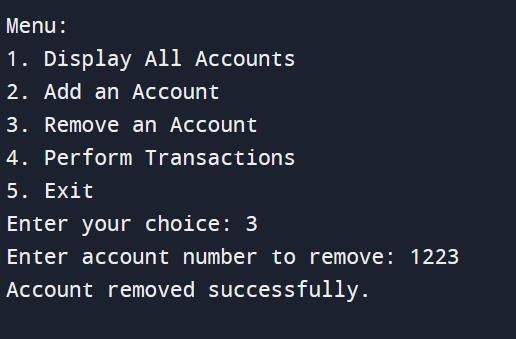 Menu:
1. Display All Accounts
2. Add an Account
3. Remove an Account
4. Perform Transactions
5. Exit
Enter your choice: 3
Enter account number to remove: 1223
Account removed successfully.